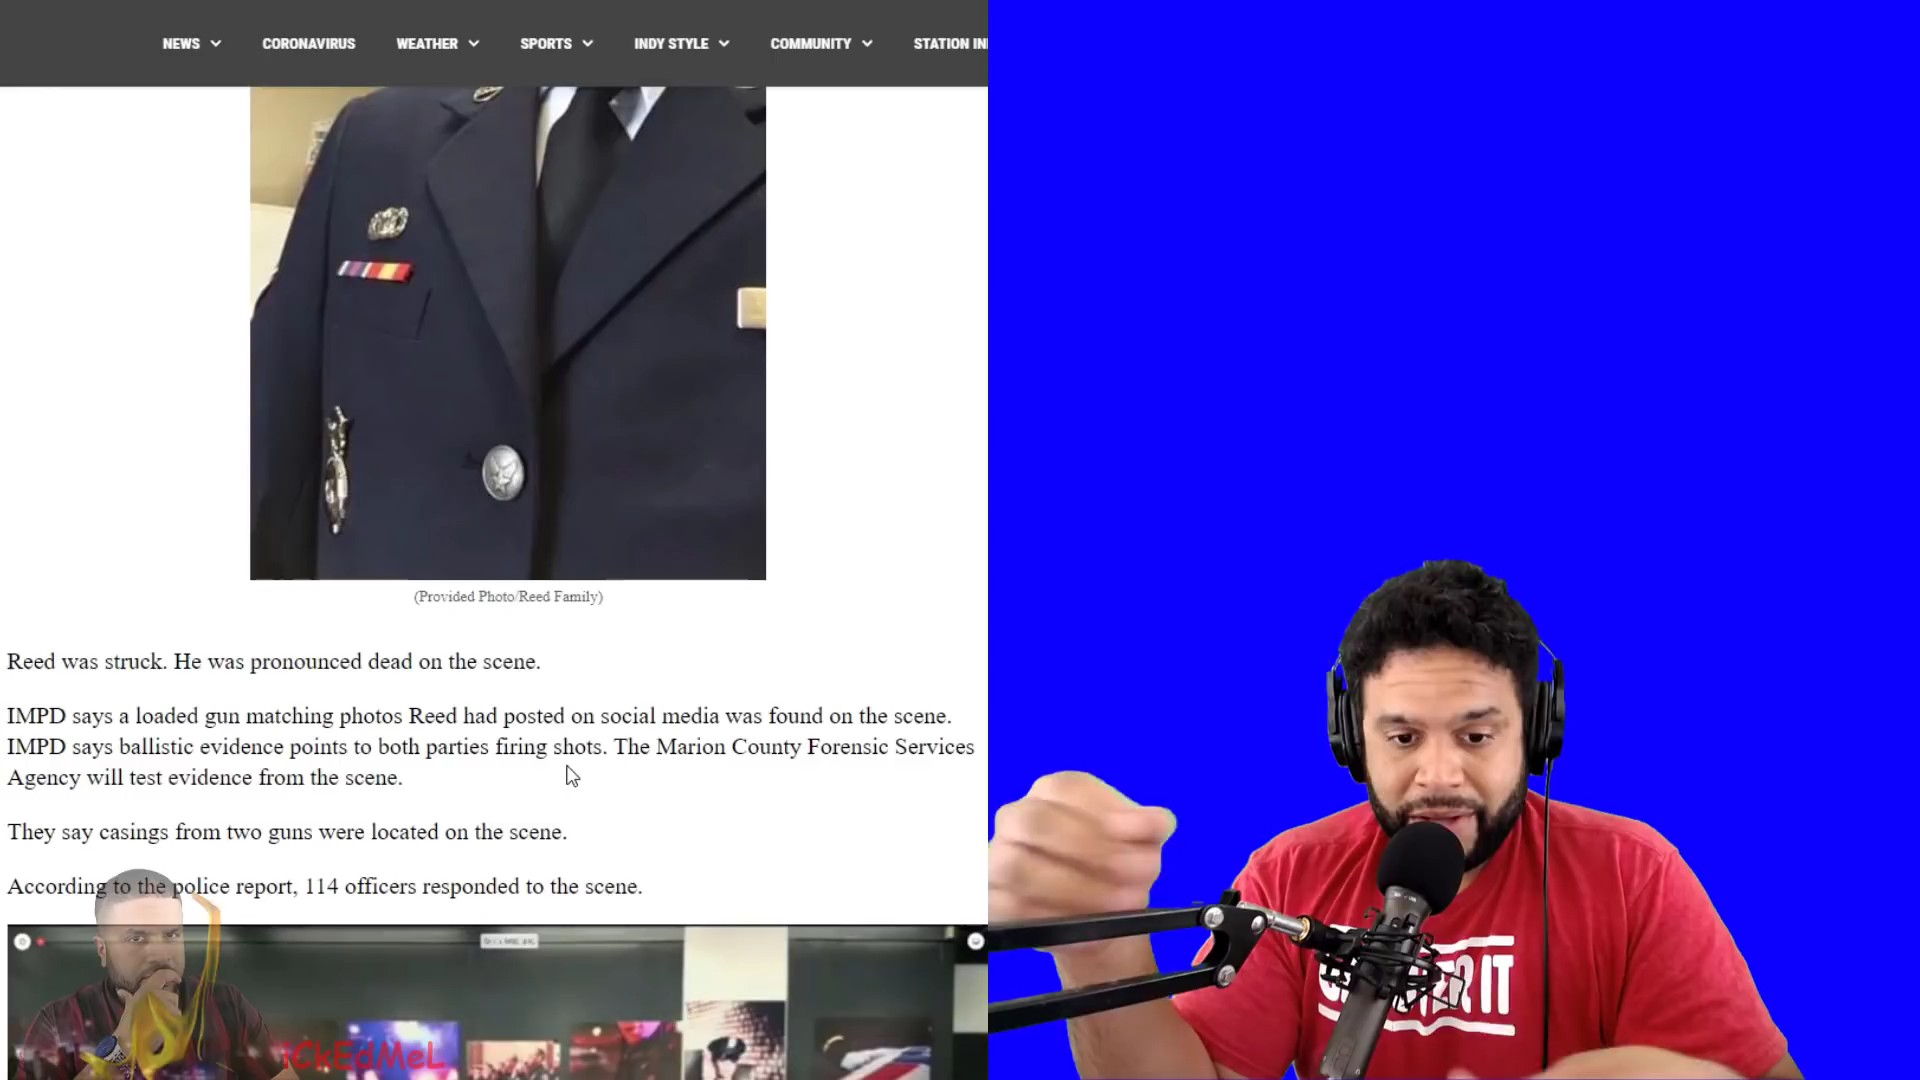 NEWS CORONAVIRUS WEATHER SPORTS INDY STYLE COMMUNITY STATION IN
(Provided Photo/Reed Family)
Reed was struck. He was pronounced dead on the scene.
IMPD says a loaded gun matching photos Reed had posted on social media was found on the scene.
IMPD says ballistic evidence points to both parties firing shots. The Marion County Forensic Services
Agency will test evidence from the scene.
They say casings from two guns were located on the scene.
According to the police report, 114 officers responded to the scene.
iCkEdMeL
IT